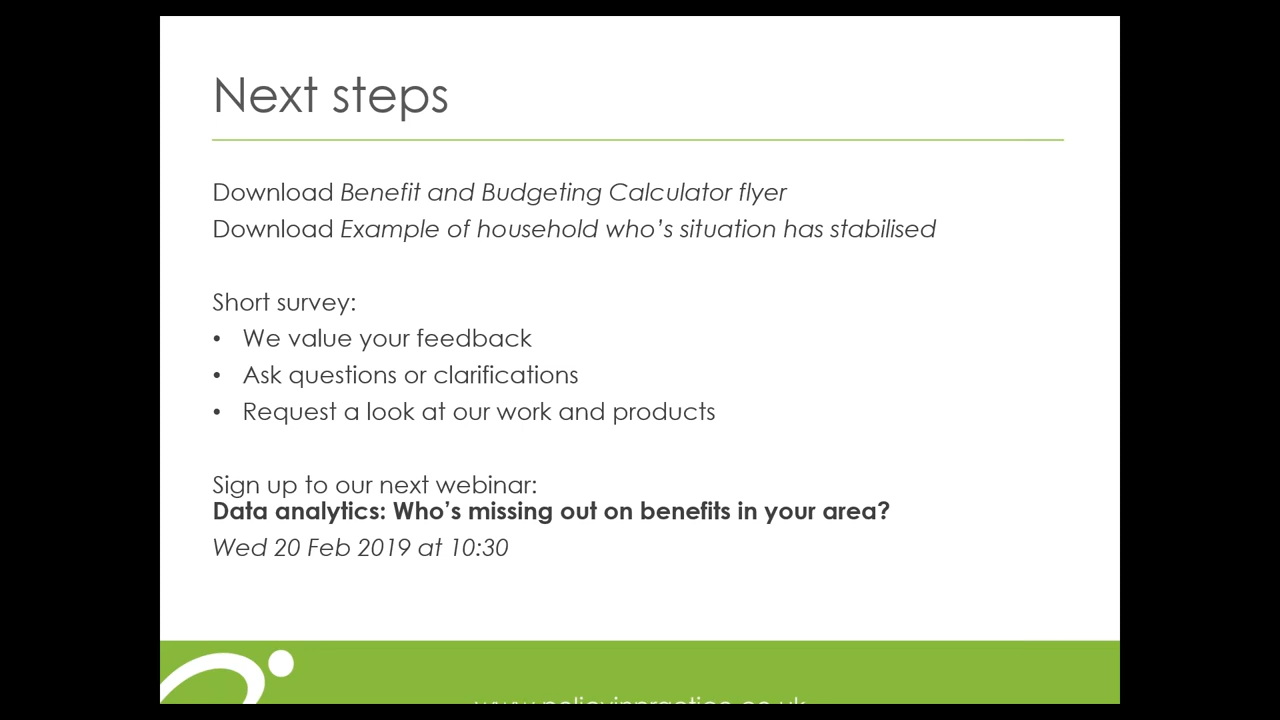 Next steps
Download Benefit and Budgeting Calculator flyer
Download Example of household who’s situation has stabilised
Short survey:
• We value your feedback
• Ask questions or clarifications
• Request a look at our work and products
Sign up to our next webinar:
Data analytics: Who’s missing out on benefits in your area?
Wed 20 Feb 2019 at 10:30
www.policyinpractice.co.uk